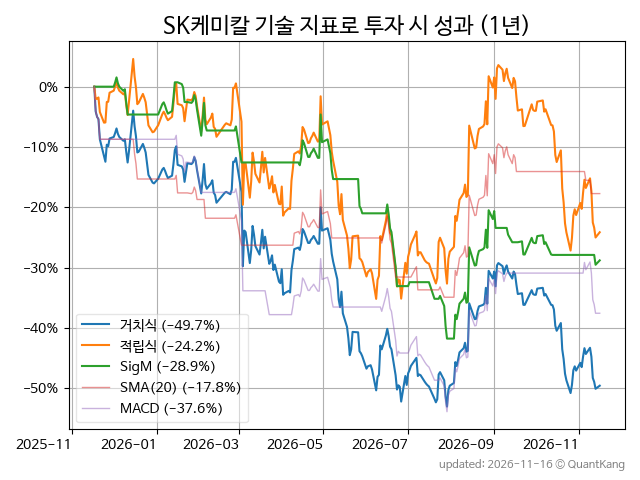 SK케미칼 기술 지표로 투자 시 성과 (1년)
0%
−10%
−20%
−30%
−40%
−50%
거치식 (−49.7%)
적립식 (−24.2%)
SigM (−28.9%)
SMA(20) (−17.8%)
MACD (−37.6%)
2025-11 2026-01 2026-03 2026-05 2026-07 2026-09 2026-11
updated: 2026-11-16 © QuantKang